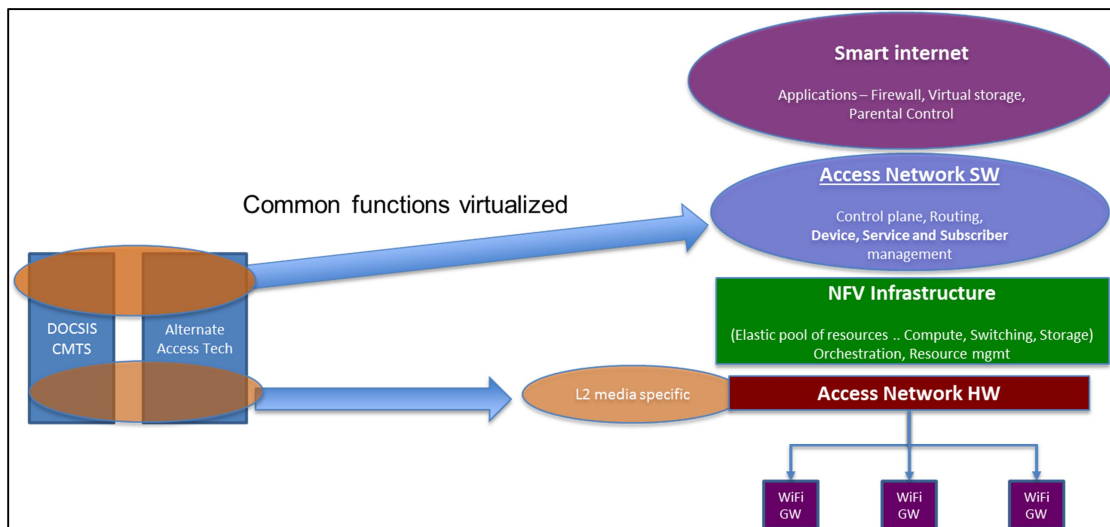 Smart internet
Applications – Firewall, Virtual storage,
Parental Control
Access Network SW
Control plane, Routing,
Device, Service and Subscriber
management
Common functions virtualized
NFV Infrastructure
(Elastic pool of resources .. Compute, Switching, Storage)
Orchestration, Resource mgmt
DOCSIS
CMTS
Alternate
Access Tech
L2 media specific
Access Network HW
WiFi
GW
WiFi
GW
WiFi
GW